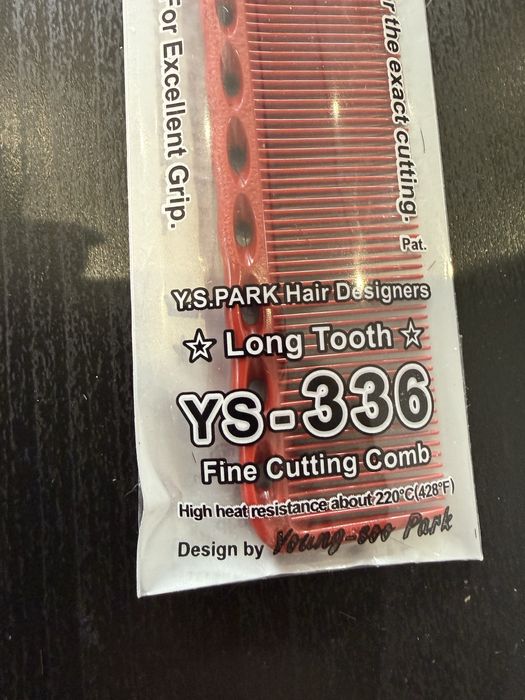 For Excellent Grip.
the exact cutting.
Pat.
Y.S.PARK Hair Designers
☆ Long Tooth ☆
YS-336
Fine Cutting Comb
High heat resistance about 220°C(428°F)
Design by Young-soo Park